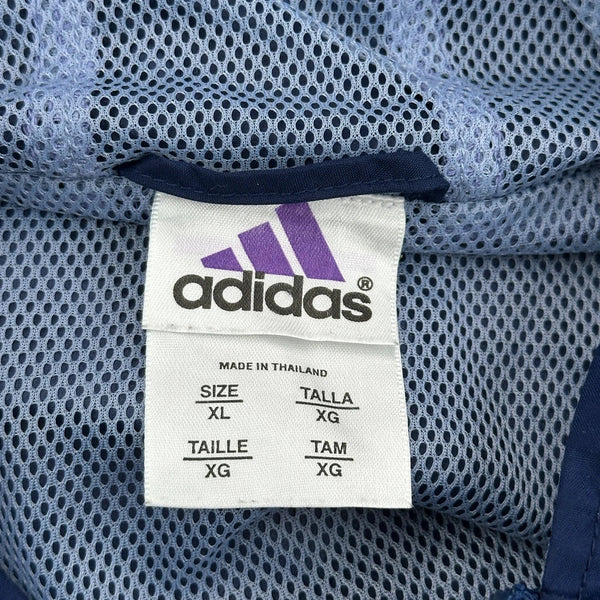 adidas®
MADE IN THAILAND
SIZE TALLA
XL XG
TAILLE TAM
XG XG